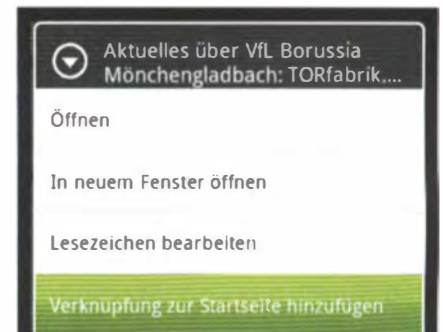 Aktuelles über VfL Borussia
Mönchengladbach: TORfabrik....
Öffnen
In neuem Fenster öffnen
Lesezeichen bearbeiten
Verknüpfung zur Startseite hinzufügen